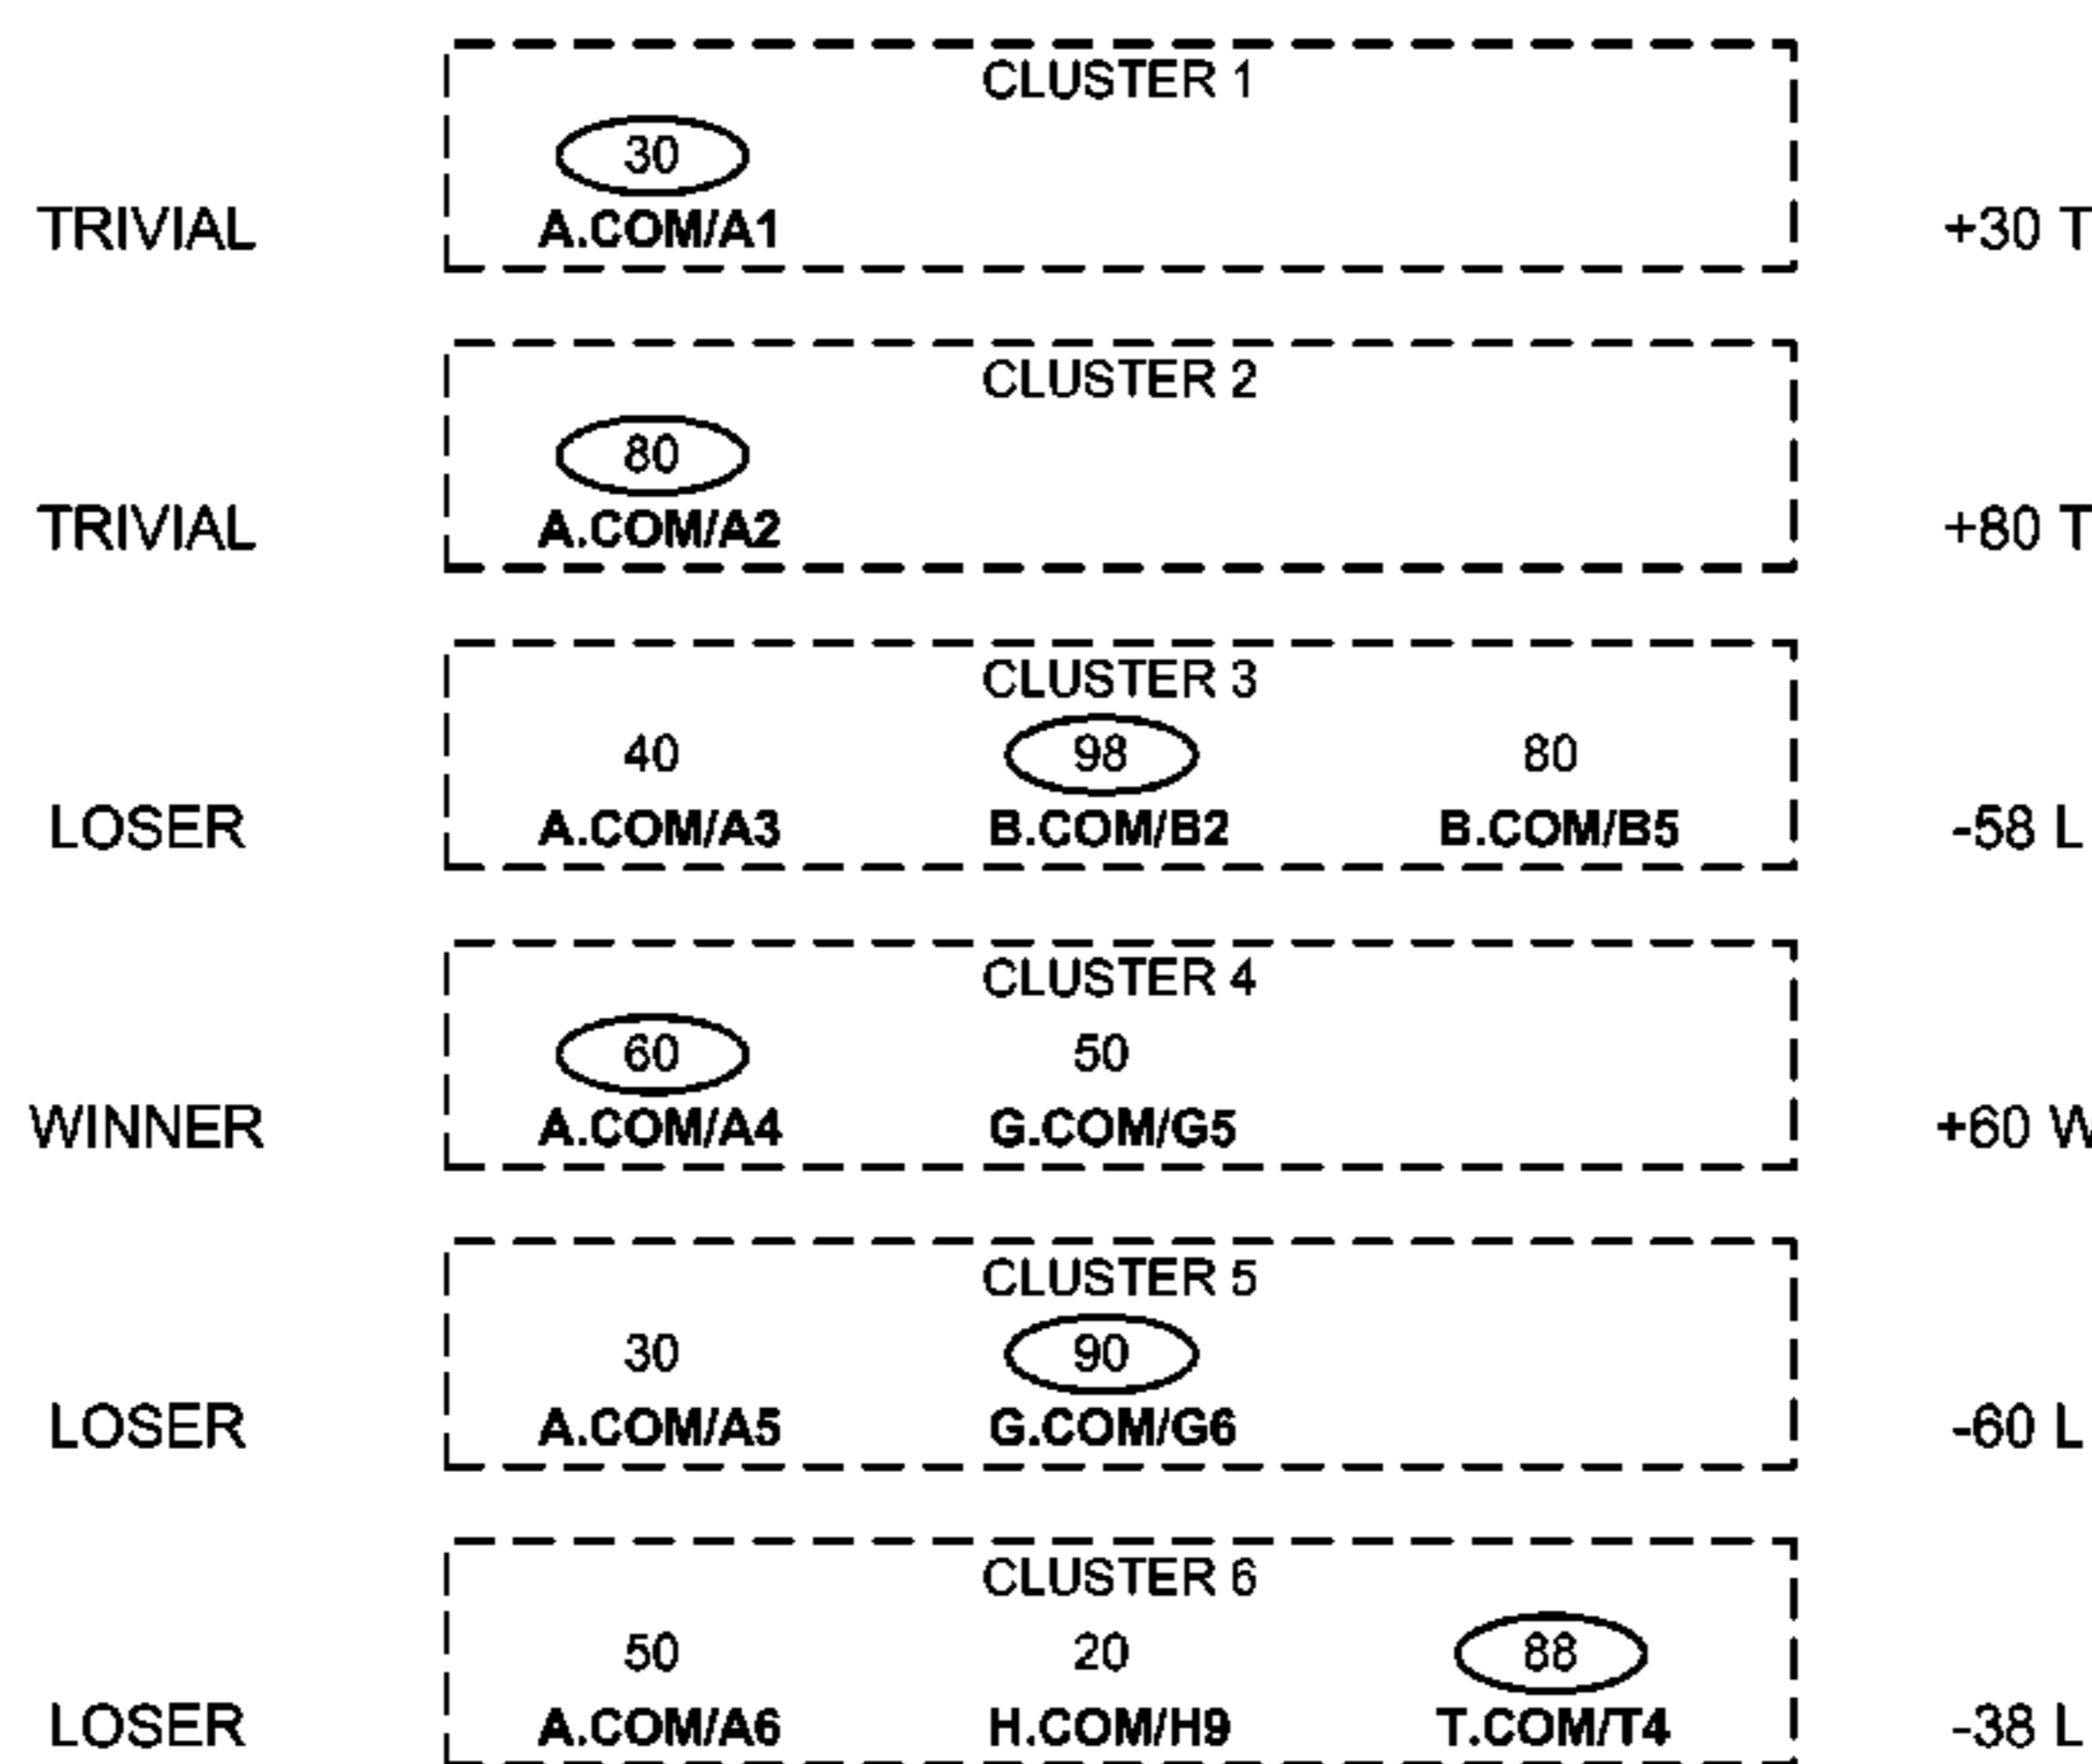 CLUSTER 1
30
TRIVIAL A.COM/A1 +30 T
CLUSTER 2
80
TRIVIAL A.COM/A2 +80 T
CLUSTER 3
40 98 80
LOSER A.COM/A3 B.COM/B2 B.COM/B5 -58 L
CLUSTER 4
60 50
WINNER A.COM/A4 G.COM/G5 +60 W
CLUSTER 5
30 90
LOSER A.COM/A5 G.COM/G6 -60 L
CLUSTER 6
50 20 88
LOSER A.COM/A6 H.COM/H9 T.COM/T4 -38 L